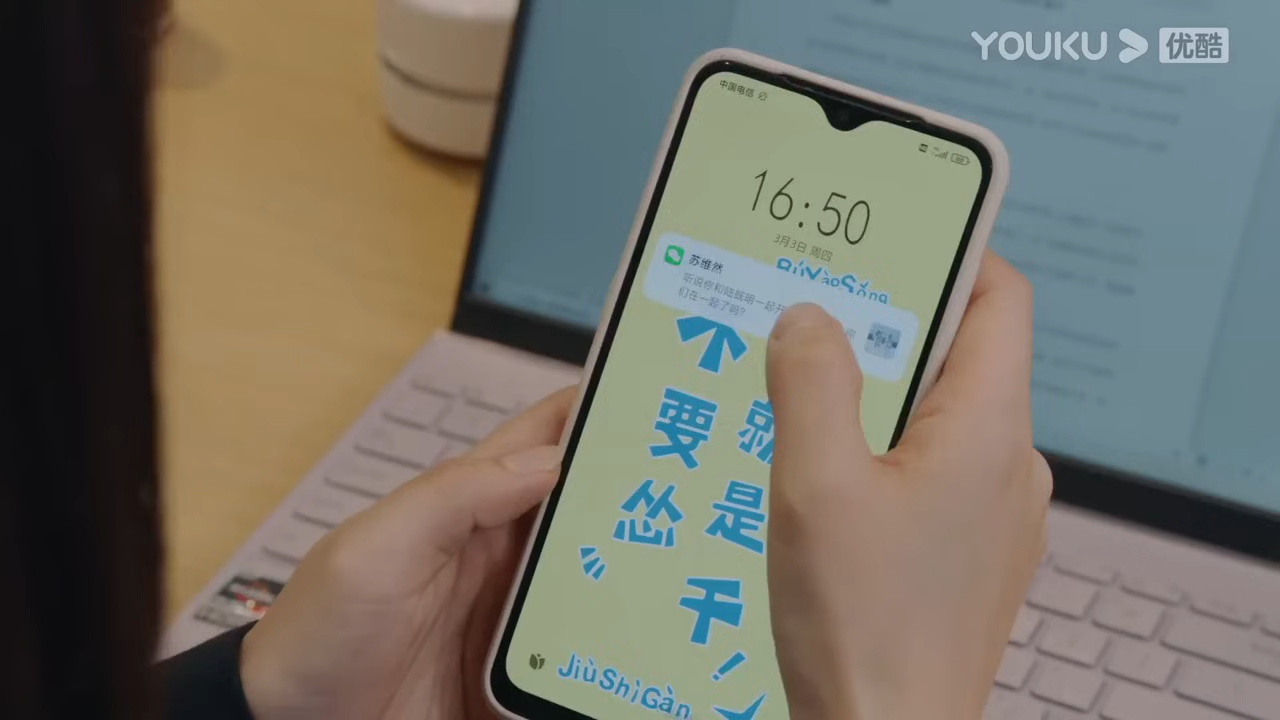 YOUKU 优酷
中国电信
16:50
3月3日 周四
BúYàoSǒng
苏维然
听说你和陆既明一起开
们在一起了吗?
不
要
怂
就
是
干
JiùShìGàn